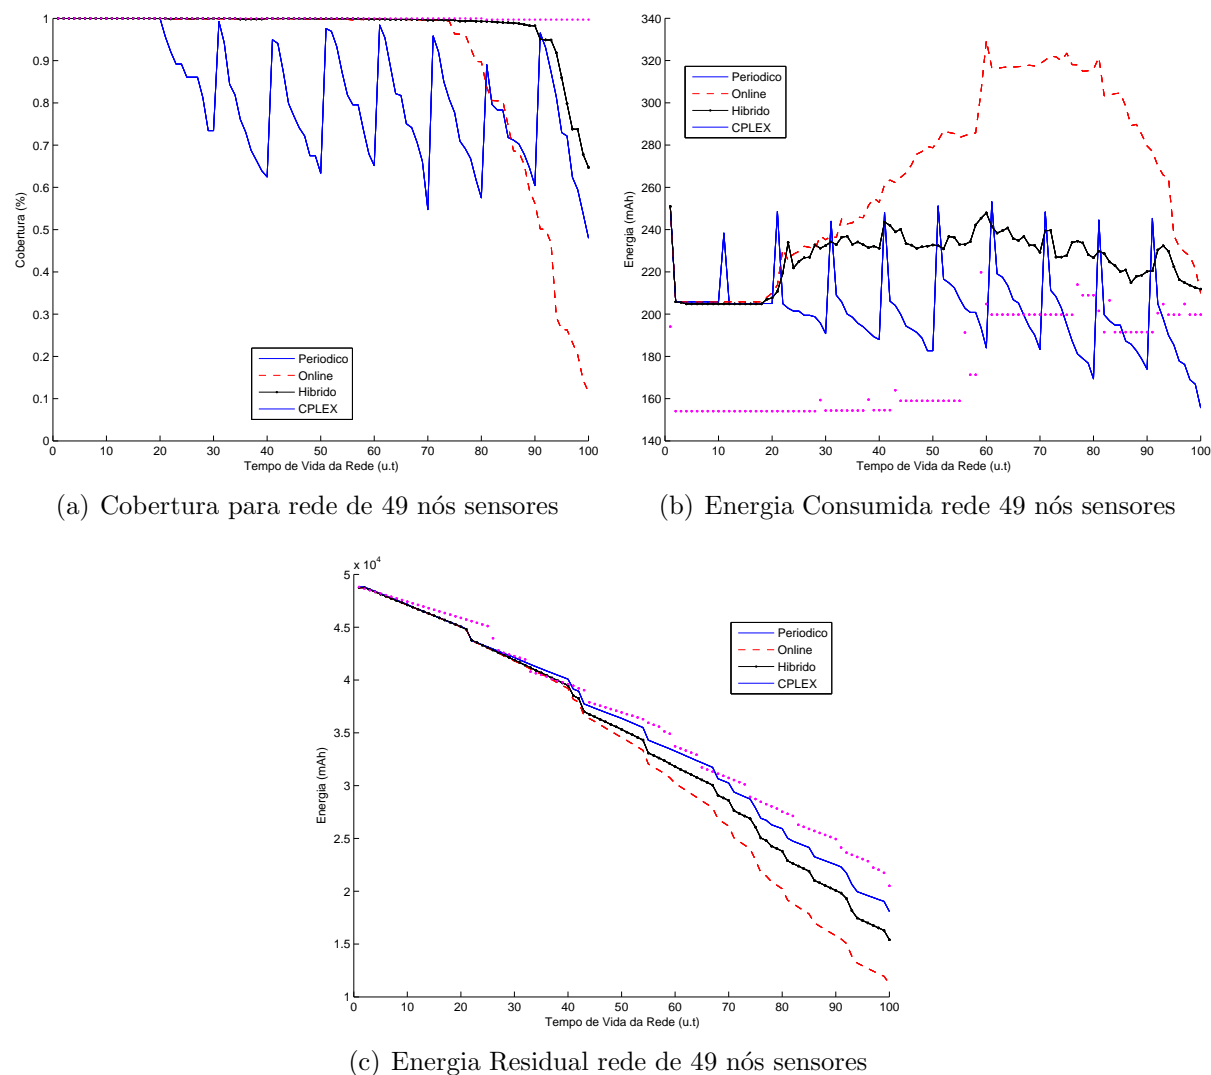 1
0.9
0.8
0.7
0.6
0.5
0.4
0.3
0.2
0.1
0
0 10 20 30 40 50 60 70 80 90 100
Cobertura (%)
Tempo de Vida da Rede (u.t)
Periodico
Online
Hibrido
CPLEX
(a) Cobertura para rede de 49 nós sensores
340
320
300
280
260
240
220
200
180
160
140
0 10 20 30 40 50 60 70 80 90 100
Energia (mAh)
Tempo de Vida da Rede (u.t)
Periodico
Online
Hibrido
CPLEX
(b) Energia Consumida rede 49 nós sensores
x 10^4
5
4.5
4
3.5
3
2.5
2
1.5
1
0 10 20 30 40 50 60 70 80 90 100
Energia (mAh)
Tempo de Vida da Rede (u.t)
Periodico
Online
Hibrido
CPLEX
(c) Energia Residual rede de 49 nós sensores